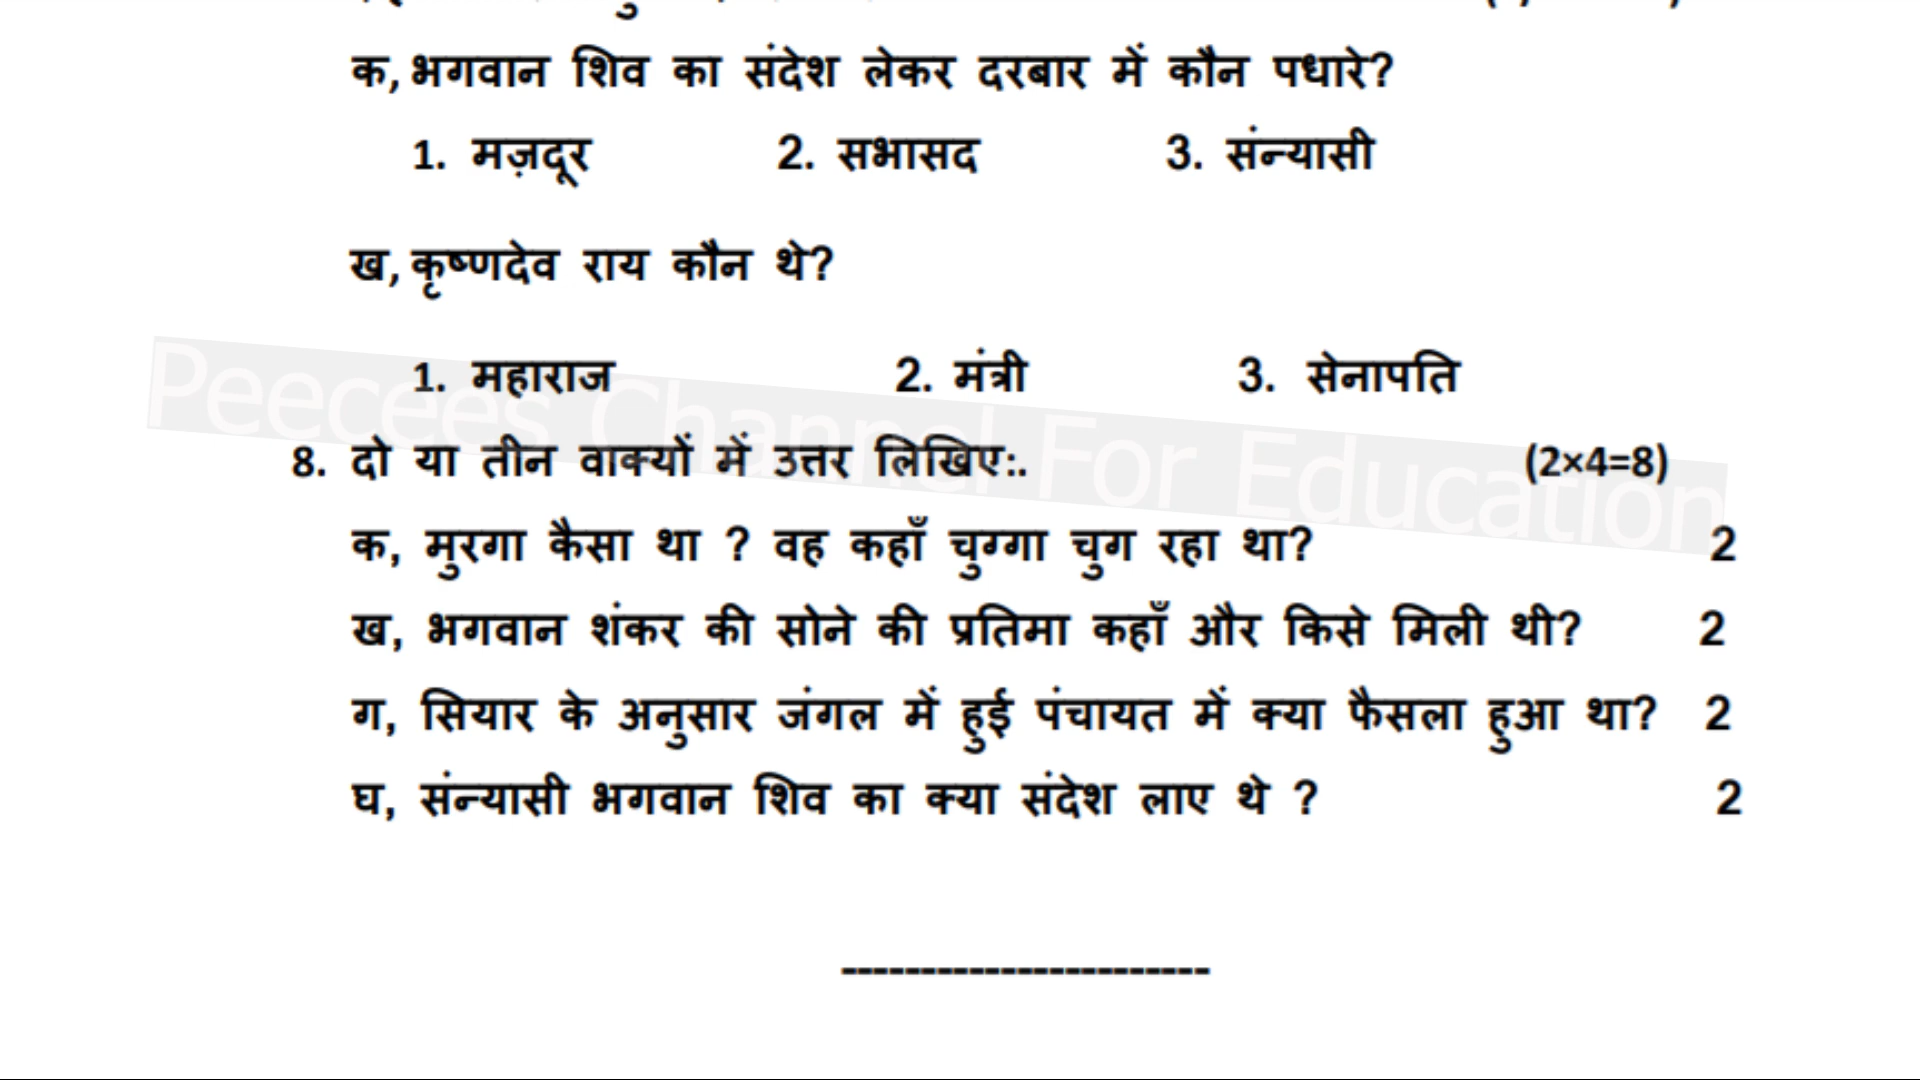 क, भगवान शिव का संदेश लेकर दरबार में कौन पधारे?
1. मज़दूर 2. सभासद 3. संन्यासी
ख, कृष्णदेव राय कौन थे?
1. महाराज 2. मंत्री 3. सेनापति
Peecees Channel For Education
8. दो या तीन वाक्यों में उत्तर लिखिए:. (2×4=8)
क, मुरगा कैसा था ? वह कहाँ चुग्गा चुग रहा था? 2
ख, भगवान शंकर की सोने की प्रतिमा कहाँ और किसे मिली थी? 2
ग, सियार के अनुसार जंगल में हुई पंचायत में क्या फैसला हुआ था? 2
घ, संन्यासी भगवान शिव का क्या संदेश लाए थे ? 2
------------------------